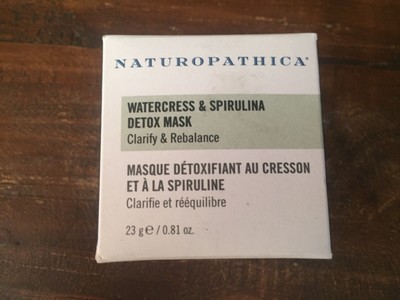 NATUROPATHICA®
WATERCRESS & SPIRULINA
DETOX MASK
Clarify & Rebalance
MASQUE DÉTOXIFIANT AU CRESSON
ET À LA SPIRULINE
Clarifie et rééquilibre
23 g e / 0.81 oz.